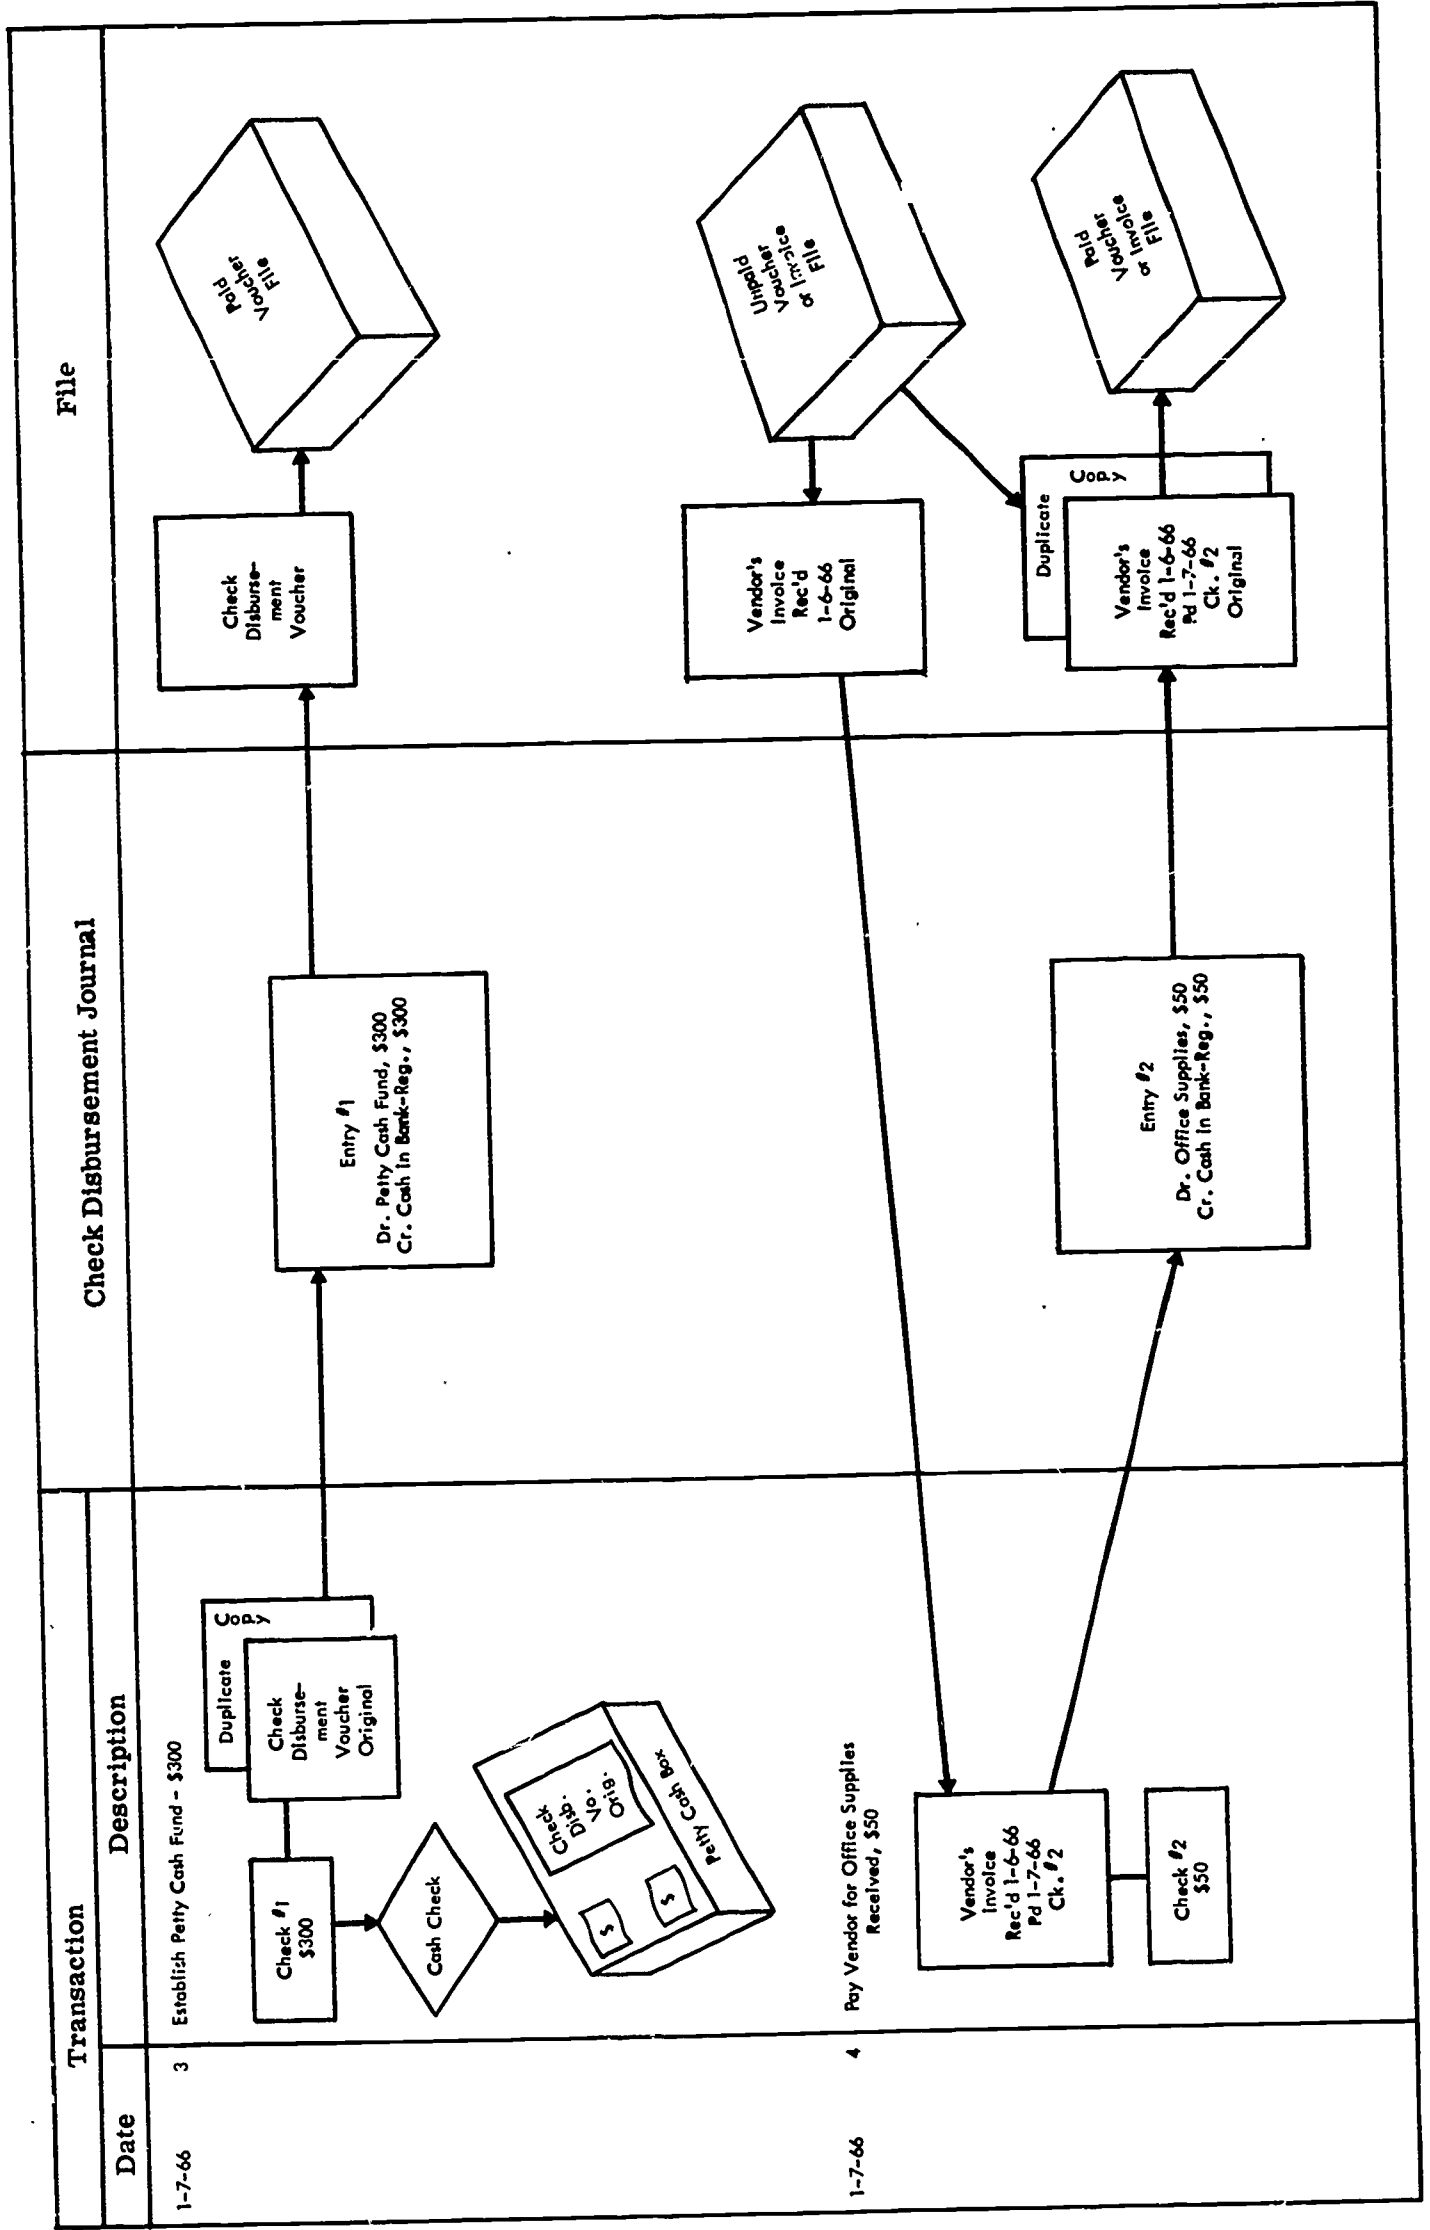 Transaction
Check Disbursement Journal
File
Date
Description
1-7-66
3
Establish Petty Cash Fund - $300
Duplicate
Copy
Check
Disburse-
ment
Voucher
Original
Check #1
$300
Cash Check
Check
Disb.
Vo.
Orig.
$
$
Petty Cash Box
Entry #1
Dr. Petty Cash Fund, $300
Cr. Cash in Bank-Reg., $300
Check
Disburse-
ment
Voucher
Paid
Voucher
File
1-7-66
4
Pay Vendor for Office Supplies
Received, $50
Vendor's
Invoice
Rec'd 1-6-66
Pd 1-7-66
Ck. #2
Check #2
$50
Entry #2
Dr. Office Supplies, $50
Cr. Cash in Bank-Reg., $50
Vendor's
Invoice
Rec'd
1-6-66
Original
Unpaid
Voucher
or Invoice
File
Duplicate
Copy
Vendor's
Invoice
Rec'd 1-6-66
Pd 1-7-66
Ck. #2
Original
Paid
Voucher
or Invoice
File